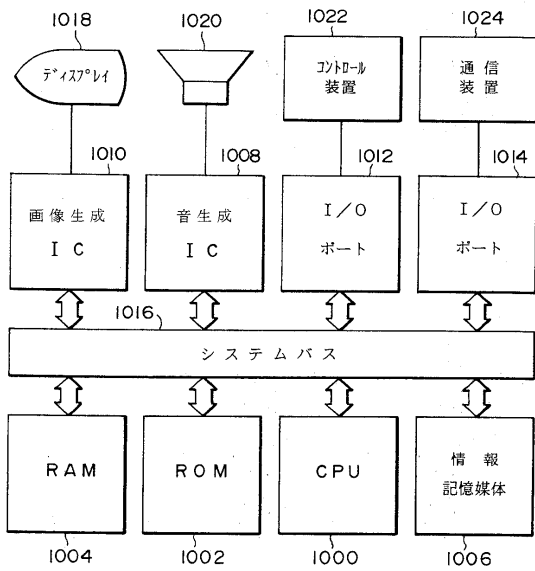 1018
1020
1022
1024
ディスプレイ
コントロール
装置
通信
装置
1010
1008
1012
1014
画像生成
IC
音生成
IC
I/O
ポート
I/O
ポート
1016
システムバス
RAM
ROM
CPU
情報
記憶媒体
1004
1002
1000
1006